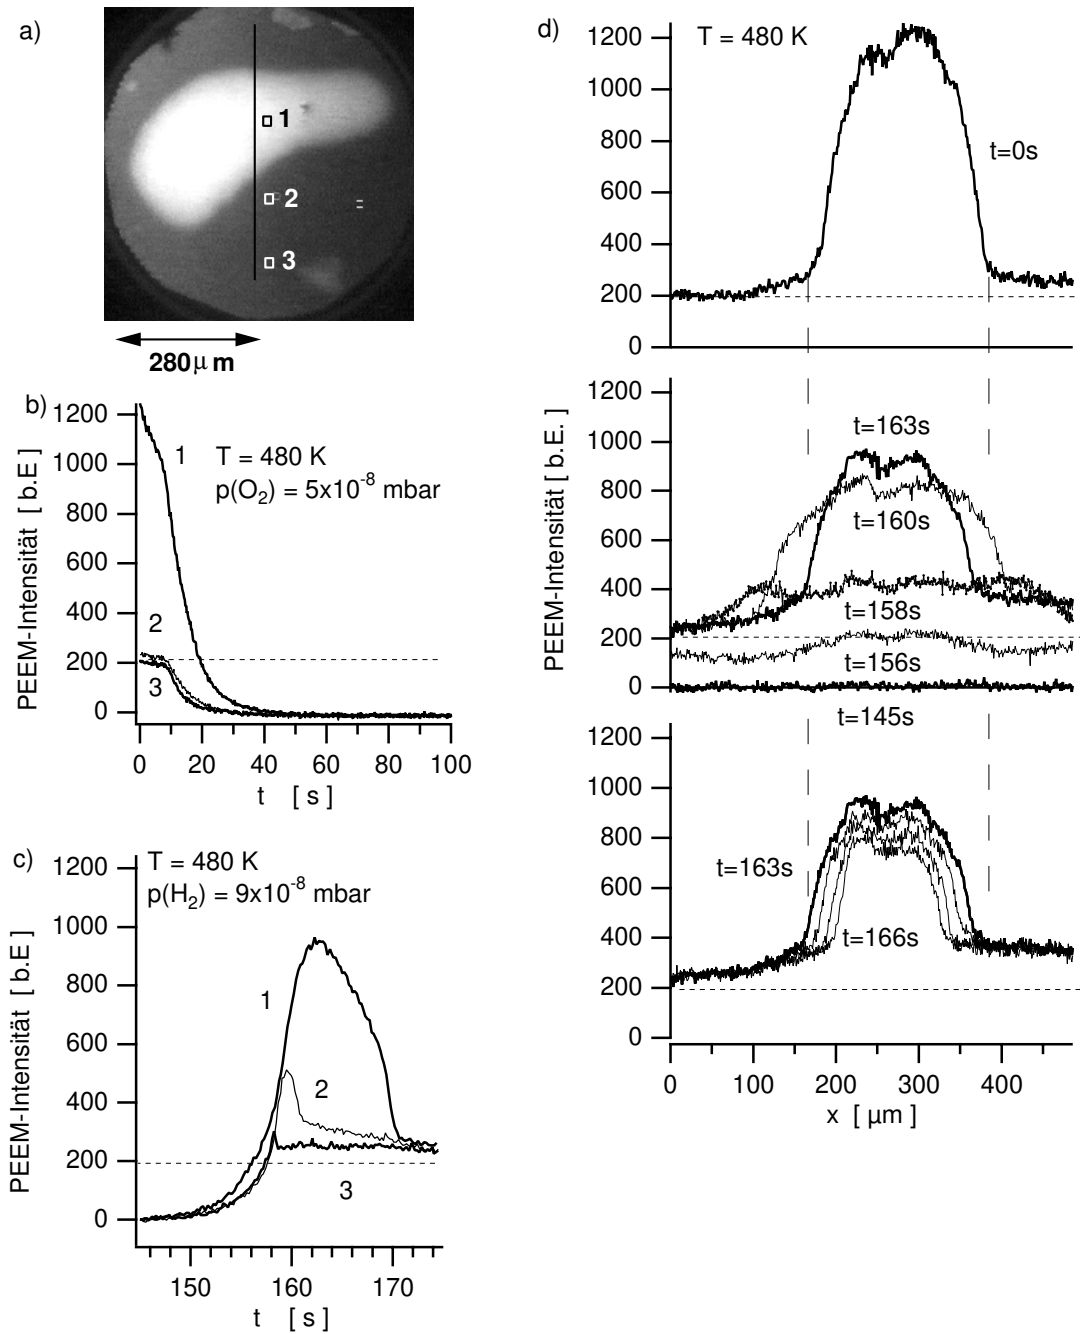 a)
1
2
3
280 μm
b)
PEEM-Intensität [ b.E ]
1200
1000
800
600
400
200
0
1
2
3
T = 480 K
p(O2) = 5x10-8 mbar
0 20 40 60 80 100
t [ s ]
c)
PEEM-Intensität [ b.E ]
1200
1000
800
600
400
200
0
T = 480 K
p(H2) = 9x10-8 mbar
1
2
3
150 160 170
t [ s ]
d)
PEEM-Intensität [ b.E. ]
1200
1000
800
600
400
200
0
T = 480 K
t=0s
1200
1000
800
600
400
200
0
t=163s
t=160s
t=158s
t=156s
t=145s
1200
1000
800
600
400
200
0
t=163s
t=166s
0 100 200 300 400
x [ µm ]